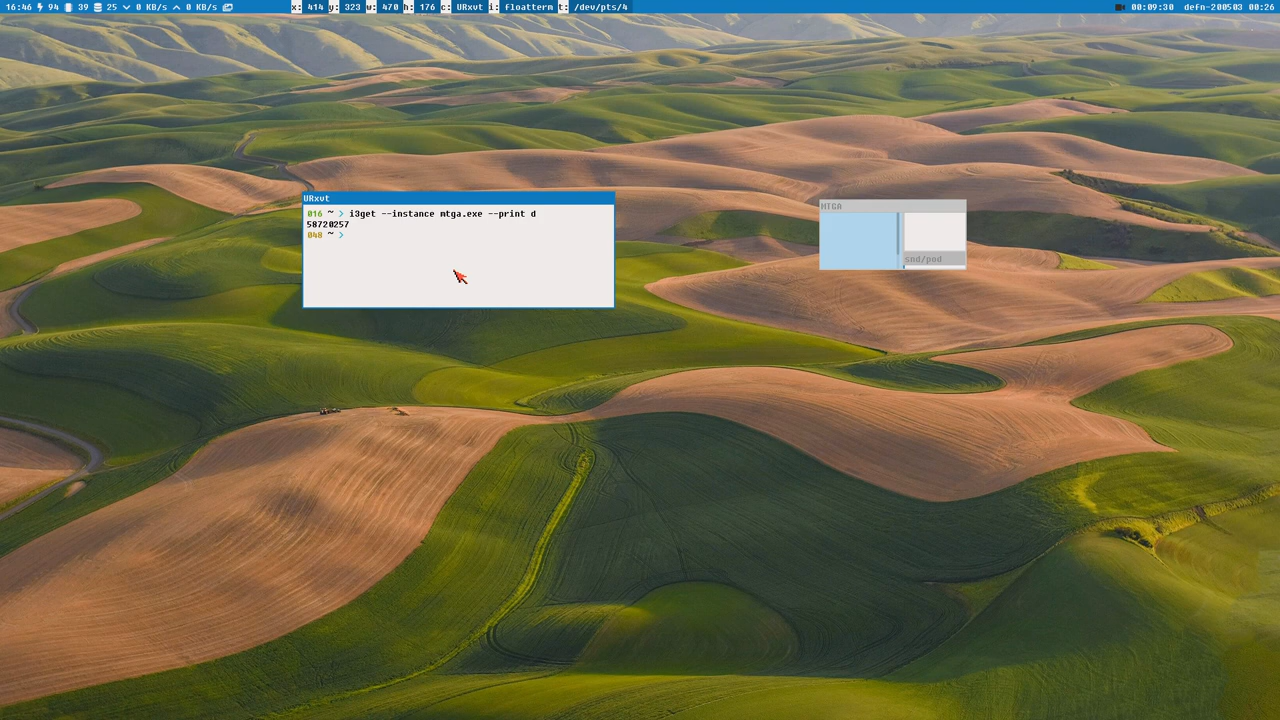 16:46 94 39 25 0 KB/s 0 KB/s x: 414 y: 323 w: 470 h: 176 c: URxvt i: floatterm t: /dev/pts/4 00:09:30 defn-200503 00:26
URxvt
016 ~ > i3get --instance mtga.exe --print d
58720257
048 ~ >
MTGA
snd/pod